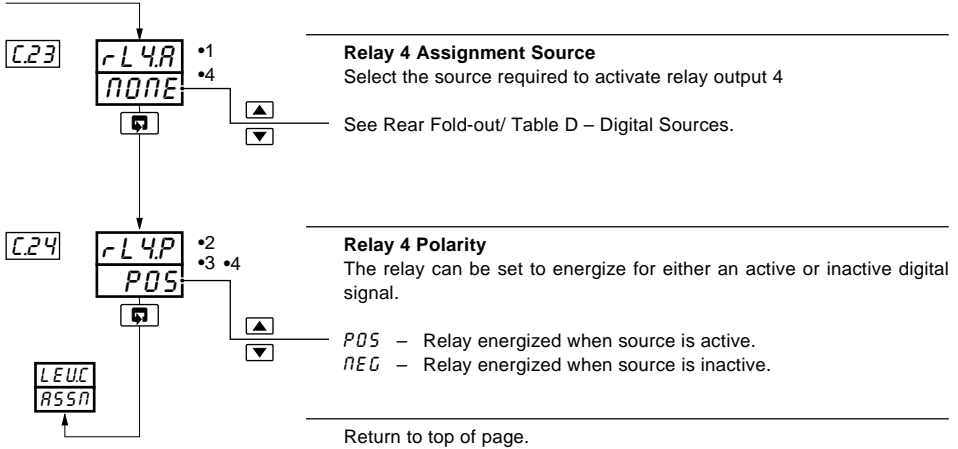 C.23
rL4.A
NONE
•1
•4
Relay 4 Assignment Source
Select the source required to activate relay output 4
See Rear Fold-out/ Table D – Digital Sources.
C.24
rL4.P
POS
•2
•3 •4
Relay 4 Polarity
The relay can be set to energize for either an active or inactive digital
signal.
POS – Relay energized when source is active.
NEG – Relay energized when source is inactive.
LEV.C
ASSN
Return to top of page.